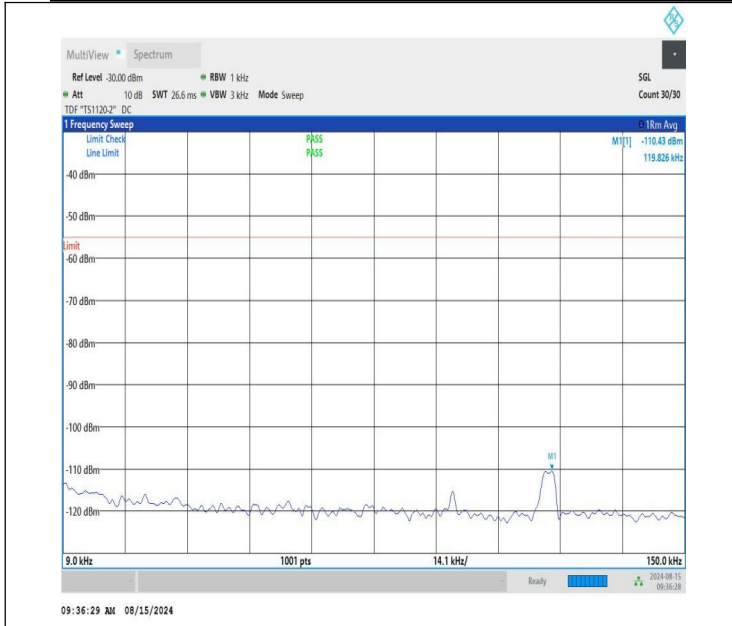 R S
MultiView Spectrum
Ref Level -30.00 dBm RBW 1 kHz SGL
Att 10 dB SWT 26.6 ms VBW 3 kHz Mode Sweep Count 30/30
TDF "TS1120-2" DC
1 Frequency Sweep 1Rm Avg
Limit Check PASS M1[1] -110.43 dBm
Line Limit PASS 119.826 kHz
-40 dBm
-50 dBm
Limit
-60 dBm
-70 dBm
-80 dBm
-90 dBm
-100 dBm
M1
-110 dBm
-120 dBm
9.0 kHz 1001 pts 14.1 kHz/ 150.0 kHz
Ready 2024-08-15
09:36:28
09:36:29 AM 08/15/2024